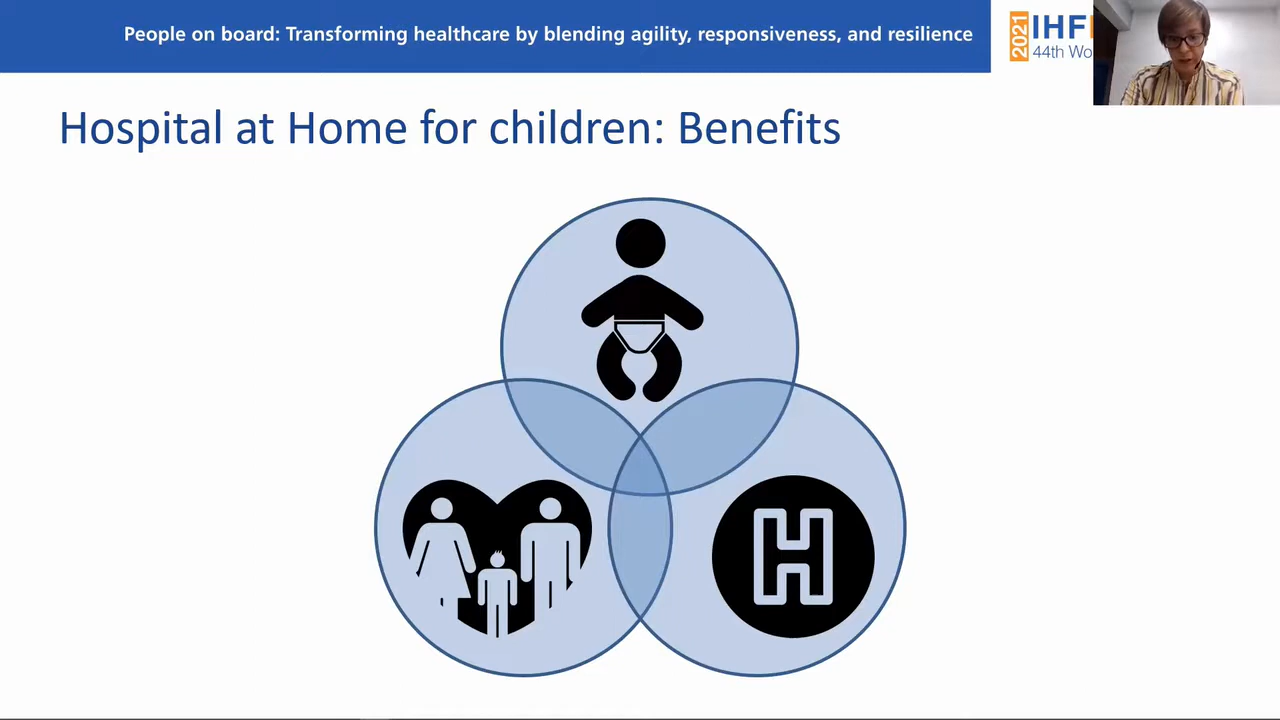 People on board: Transforming healthcare by blending agility, responsiveness, and resilience
2021
IHF
44th Wo
Hospital at Home for children: Benefits
H